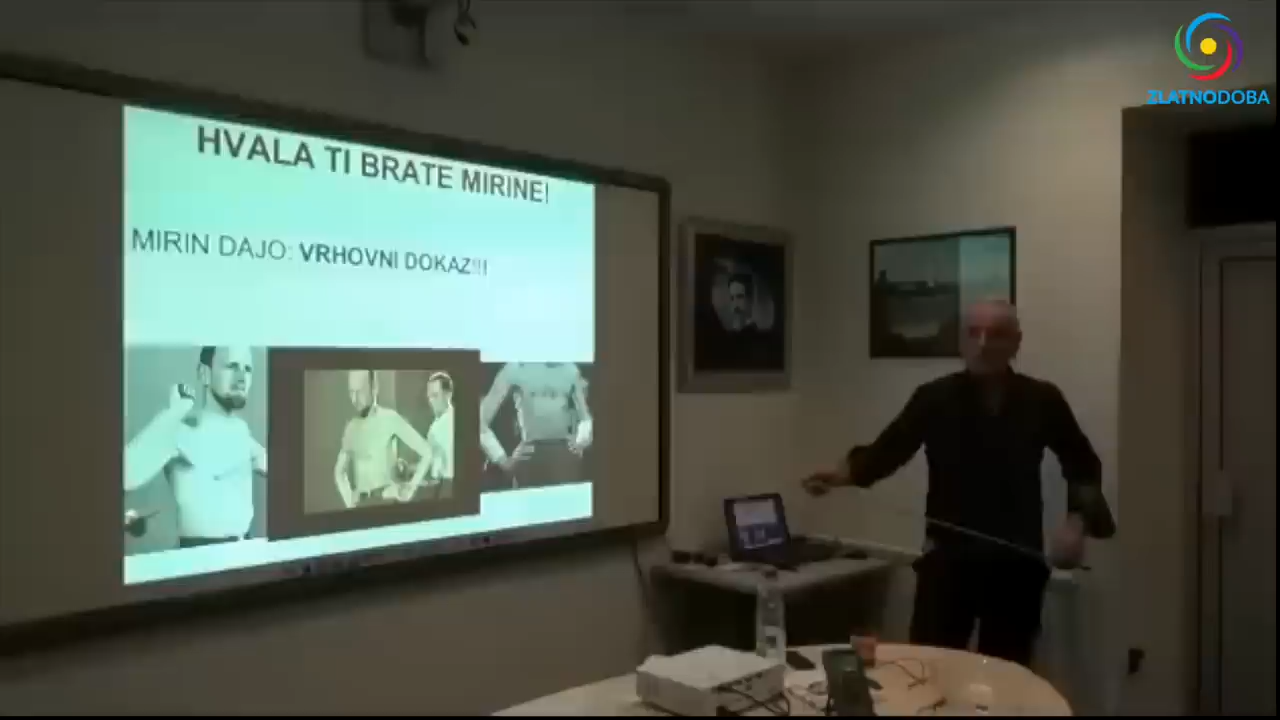 ZLATNODOBA
HVALA TI BRATE MIRINE!
MIRIN DAJO: VRHOVNI DOKAZ!!!